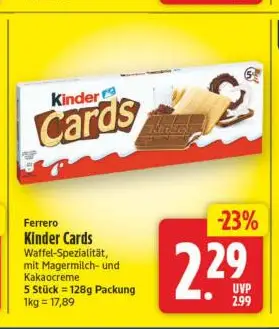 Kinder
Cards
5
Ferrero
Kinder Cards
Waffel-Spezialität,
mit Magermilch- und
Kakaocreme
5 Stück = 128g Packung
1kg = 17,89
-23%
2.29
UVP
2.99